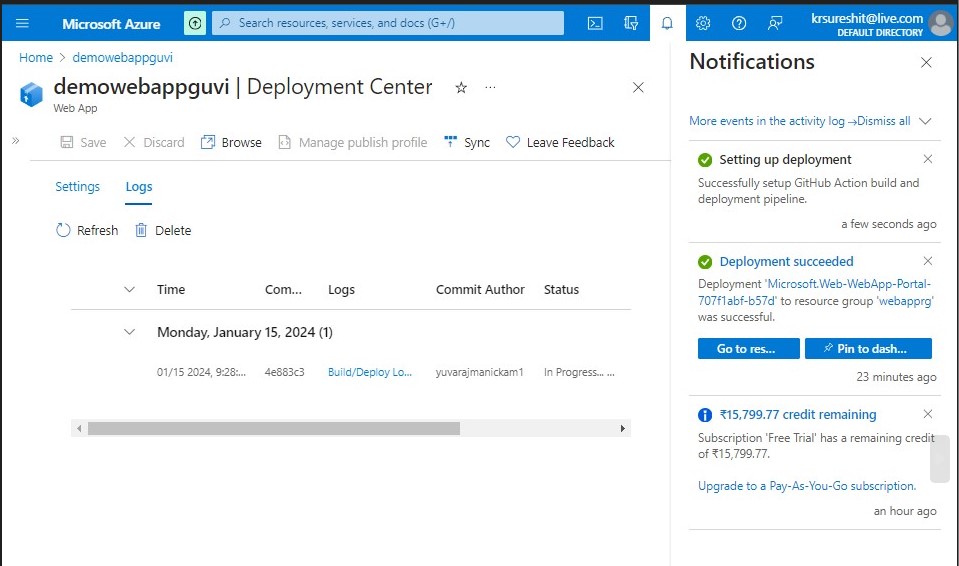 Microsoft Azure
Search resources, services, and docs (G+/)
krsureshit@live.com
DEFAULT DIRECTORY
Home > demowebappguvi
demowebappguvi | Deployment Center
Web App
Save Discard Browse Manage publish profile Sync Leave Feedback
Settings Logs
Refresh Delete
Time Com... Logs Commit Author Status
Monday, January 15, 2024 (1)
01/15 2024, 9:28:... 4e883c3 Build/Deploy Lo... yuvarajmanickam1 In Progress... ...
Notifications
More events in the activity log → Dismiss all
Setting up deployment
Successfully setup GitHub Action build and
deployment pipeline.
a few seconds ago
Deployment succeeded
Deployment 'Microsoft.Web-WebApp-Portal-
707f1abf-b57d' to resource group 'webapprg'
was successful.
Go to res... Pin to dash...
23 minutes ago
₹15,799.77 credit remaining
Subscription 'Free Trial' has a remaining credit
of ₹15,799.77.
Upgrade to a Pay-As-You-Go subscription.
an hour ago